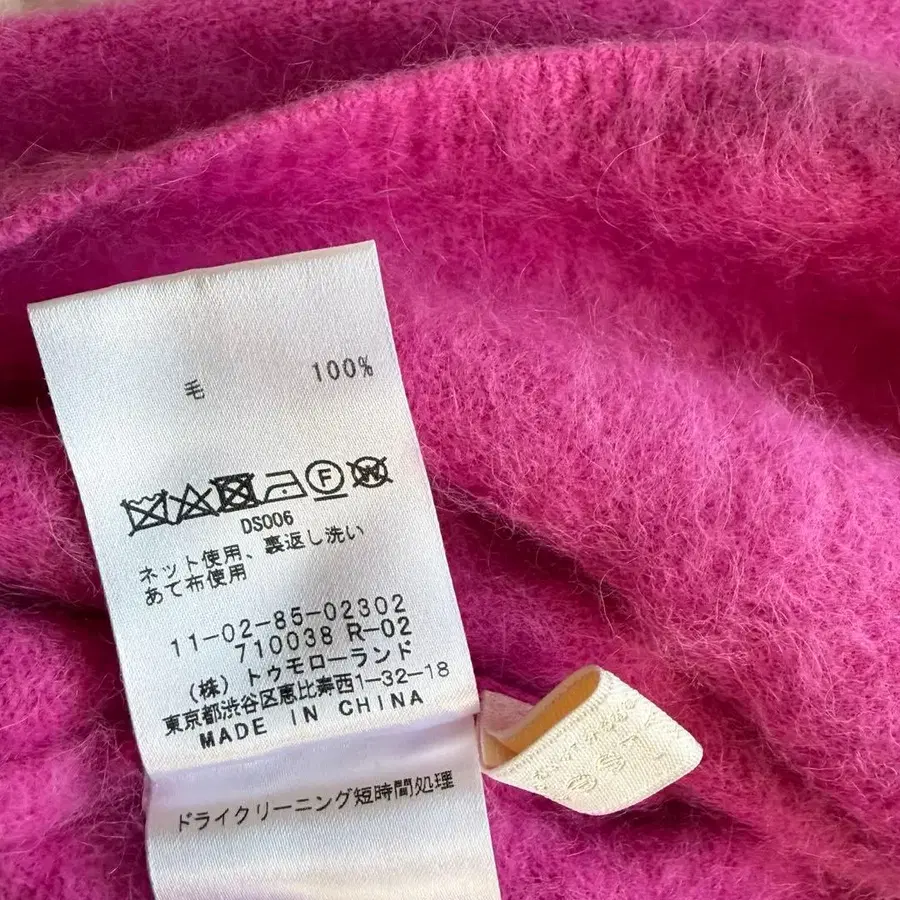 毛 100%
F W
DS006
ネット使用、裏返し洗い
あて布使用
11-02-85-02302
710038 R-02
（株）トゥモローランド
東京都渋谷区恵比寿西1-32-18
MADE IN CHINA
ドライクリーニング短時間処理